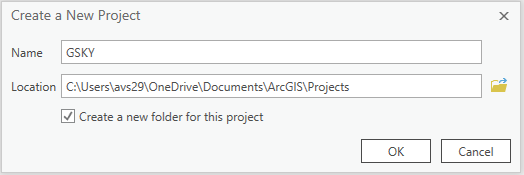 Create a New Project
Name GSKY
Location C:\Users\avs29\OneDrive\Documents\ArcGIS\Projects
Create a new folder for this project
OK Cancel